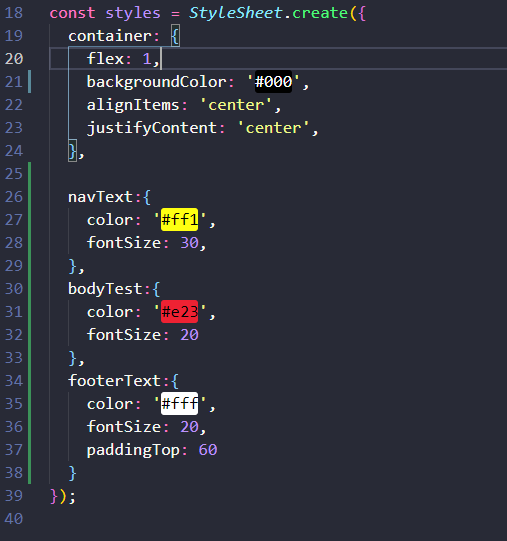 18 const styles = StyleSheet.create({
19   container: {
20     flex: 1,
21     backgroundColor: '#000',
22     alignItems: 'center',
23     justifyContent: 'center',
24   },
25
26   navText:{
27     color: '#ff1',
28     fontSize: 30,
29   },
30   bodyTest:{
31     color: '#e23',
32     fontSize: 20
33   },
34   footerText:{
35     color: '#fff',
36     fontSize: 20,
37     paddingTop: 60
38   }
39 });
40